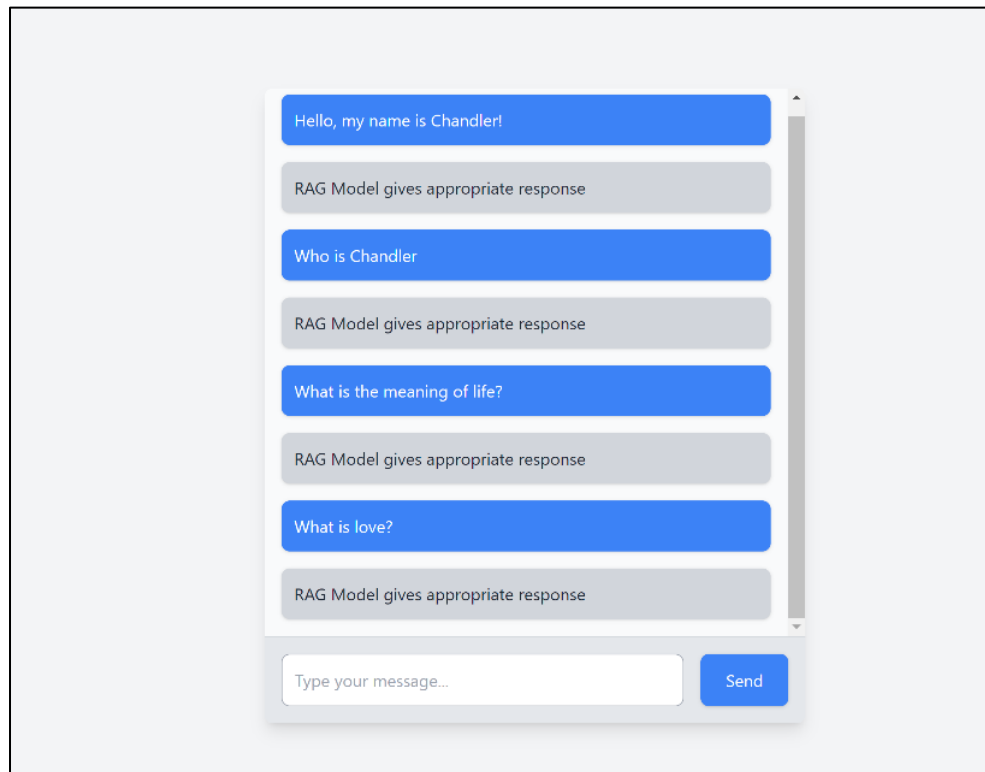 Hello, my name is Chandler!
RAG Model gives appropriate response
Who is Chandler
RAG Model gives appropriate response
What is the meaning of life?
RAG Model gives appropriate response
What is love?
RAG Model gives appropriate response
Type your message...
Send